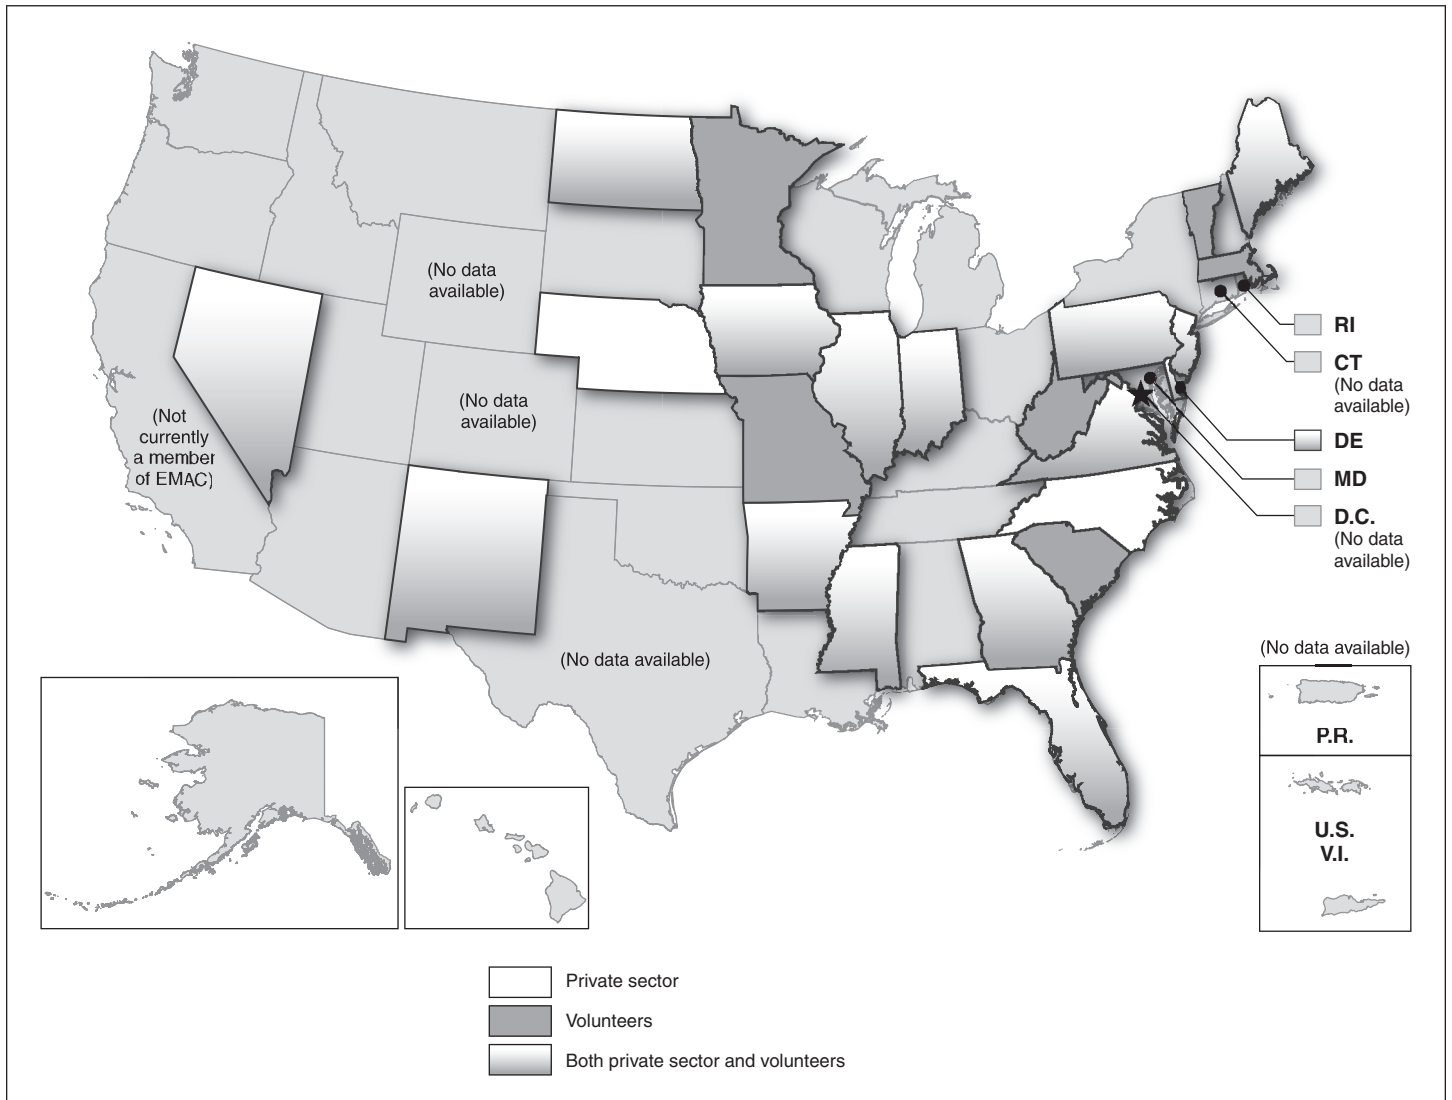 (No data
available)
(No data
available)
(Not
currently
a member
of EMAC)
(No data available)
RI
CT
(No data
available)
DE
MD
D.C.
(No data
available)
(No data available)
P.R.
U.S.
V.I.
Private sector
Volunteers
Both private sector and volunteers